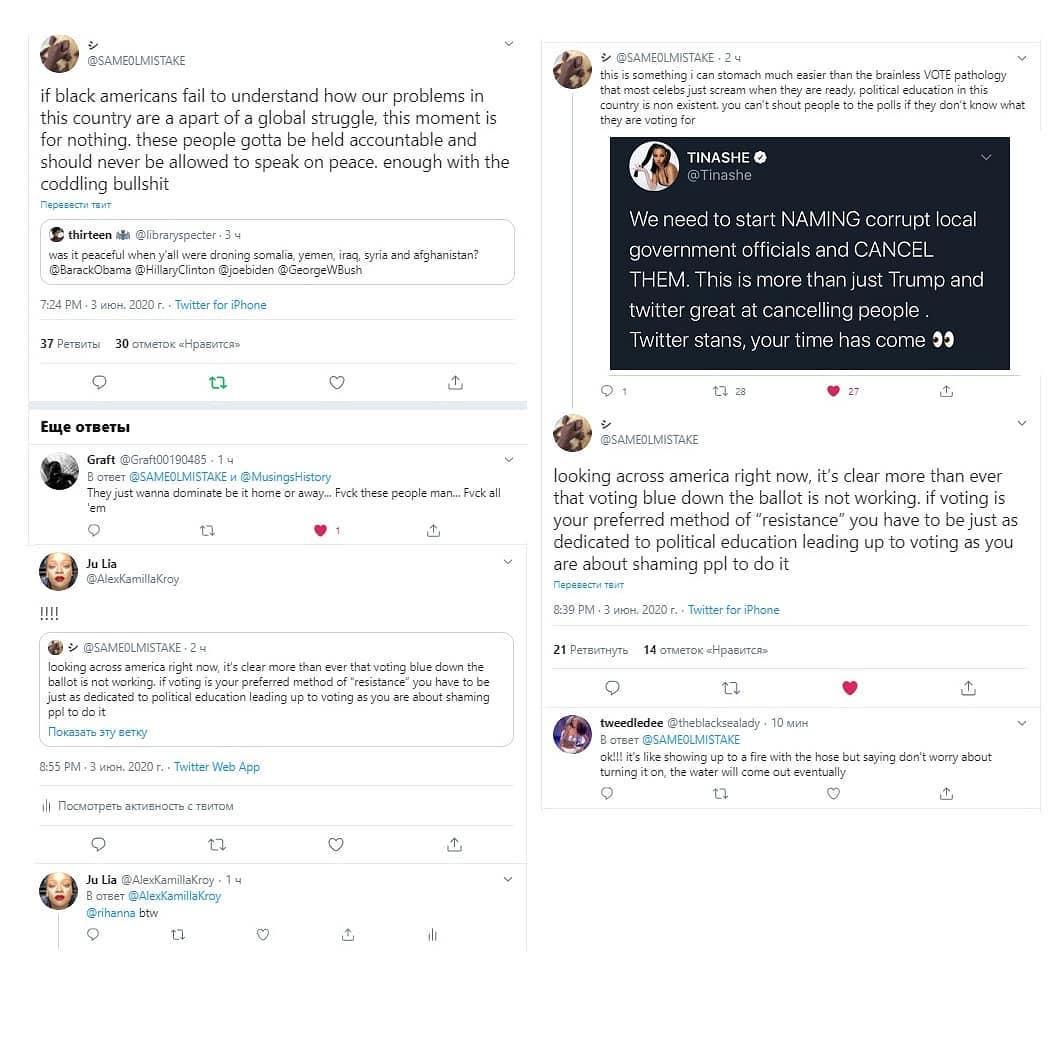 シ
@SAME0LMISTAKE
if black americans fail to understand how our problems in
this country are a apart of a global struggle, this moment is
for nothing. these people gotta be held accountable and
should never be allowed to speak on peace. enough with the
coddling bullshit
Перевести твит
thirteen @libraryspecter · 3 ч
was it peaceful when y'all were droning somalia, yemen, iraq, syria and afghanistan?
@BarackObama @HillaryClinton @joebiden @GeorgeWBush
7:24 PM · 3 июн. 2020 г. · Twitter for iPhone
37 Ретвиты 30 отметок «Нравится»
Еще ответы
Graft @Graft00190485 · 1 ч
В ответ @SAME0LMISTAKE и @MusingsHistory
They just wanna dominate be it home or away... Fvck these people man... Fvck all
'em
1
Ju Lia
@AlexKamillaKroy
!!!!
シ @SAME0LMISTAKE · 2 ч
looking across america right now, it's clear more than ever that voting blue down the
ballot is not working. if voting is your preferred method of "resistance" you have to be
just as dedicated to political education leading up to voting as you are about shaming
ppl to do it
Показать эту ветку
8:55 PM · 3 июн. 2020 г. · Twitter Web App
Посмотреть активность с твитом
Ju Lia @AlexKamillaKroy · 1 ч
В ответ @AlexKamillaKroy
@rihanna btw
シ @SAME0LMISTAKE · 2 ч
this is something i can stomach much easier than the brainless VOTE pathology
that most celebs just scream when they are ready. political education in this
country is non existent. you can't shout people to the polls if they don't know what
they are voting for
TINASHE
@Tinashe
We need to start NAMING corrupt local
government officials and CANCEL
THEM. This is more than just Trump and
twitter great at cancelling people .
Twitter stans, your time has come 👀
1 28 27
シ
@SAME0LMISTAKE
looking across america right now, it's clear more than ever
that voting blue down the ballot is not working. if voting is
your preferred method of "resistance" you have to be just as
dedicated to political education leading up to voting as you
are about shaming ppl to do it
Перевести твит
8:39 PM · 3 июн. 2020 г. · Twitter for iPhone
21 Ретвитнуть 14 отметок «Нравится»
tweedledee @theblacksealady · 10 мин
В ответ @SAME0LMISTAKE
ok!!! it's like showing up to a fire with the hose but saying don't worry about
turning it on, the water will come out eventually